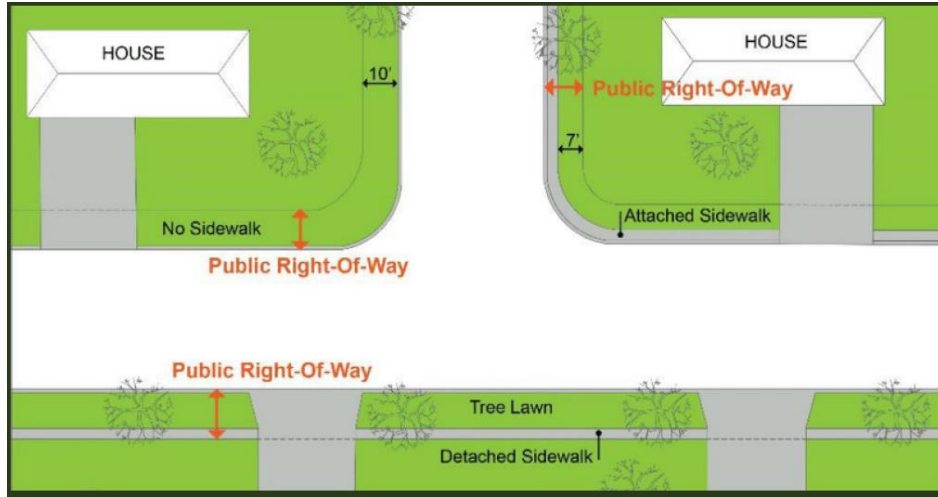 HOUSE
HOUSE
10'
Public Right-Of-Way
7'
No Sidewalk
Attached Sidewalk
Public Right-Of-Way
Public Right-Of-Way
Tree Lawn
Detached Sidewalk